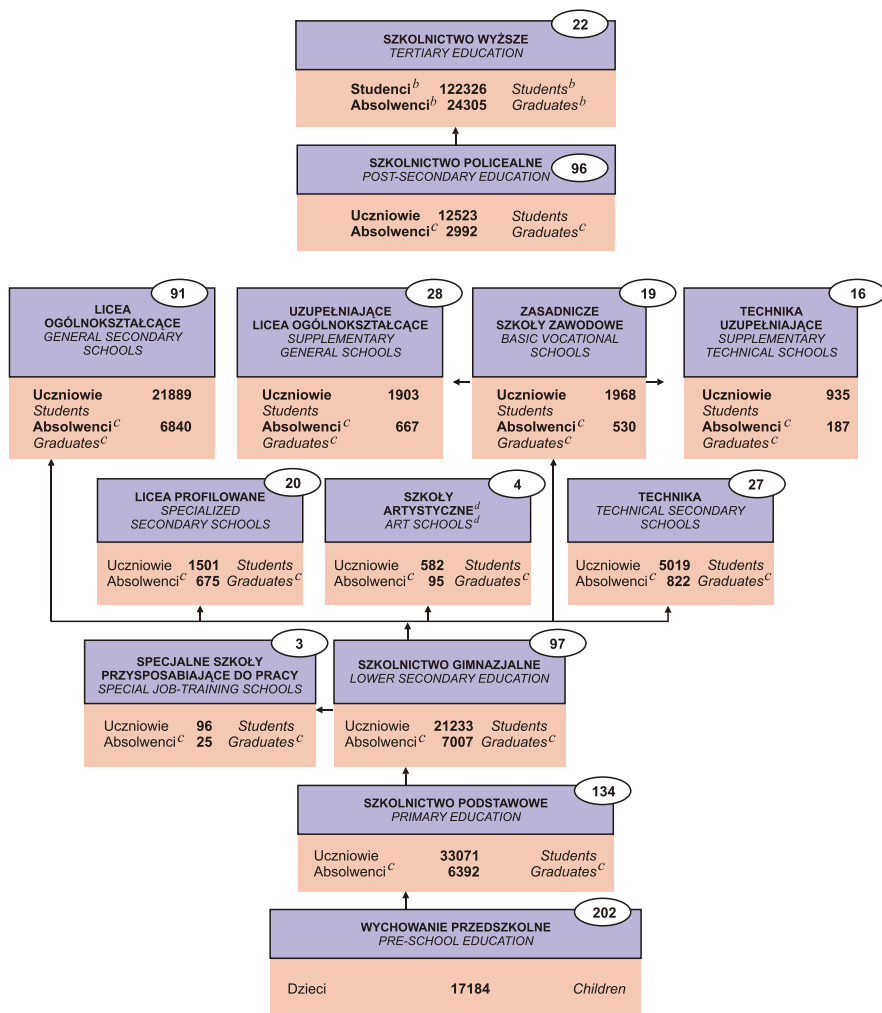 22
SZKOLNICTWO WYŻSZE
TERTIARY EDUCATION
Studenci b 122326 Students b
Absolwenci b 24305 Graduates b
SZKOLNICTWO POLICEALNE
POST-SECONDARY EDUCATION
96
Uczniowie 12523 Students
Absolwenci c 2992 Graduates c
91
LICEA
OGÓLNOKSZTAŁCĄCE
GENERAL SECONDARY
SCHOOLS
Uczniowie 21889
Students
Absolwenci c 6840
Graduates c
28
UZUPEŁNIAJĄCE
LICEA OGÓLNOKSZTAŁCĄCE
SUPPLEMENTARY
GENERAL SCHOOLS
Uczniowie 1903
Students
Absolwenci c 667
Graduates c
19
ZASADNICZE
SZKOŁY ZAWODOWE
BASIC VOCATIONAL
SCHOOLS
Uczniowie 1968
Students
Absolwenci c 530
Graduates c
16
TECHNIKA
UZUPEŁNIAJĄCE
SUPPLEMENTARY
TECHNICAL SCHOOLS
Uczniowie 935
Students
Absolwenci c 187
Graduates c
20
LICEA PROFILOWANE
SPECIALIZED
SECONDARY SCHOOLS
Uczniowie 1501 Students
Absolwenci c 675 Graduates c
4
SZKOŁY
ARTYSTYCZNE d
ART SCHOOLS d
Uczniowie 582 Students
Absolwenci c 95 Graduates c
27
TECHNIKA
TECHNICAL SECONDARY
SCHOOLS
Uczniowie 5019 Students
Absolwenci c 822 Graduates c
3
SPECJALNE SZKOŁY
PRZYSPOSABIAJĄCE DO PRACY
SPECIAL JOB-TRAINING SCHOOLS
Uczniowie 96 Students
Absolwenci c 25 Graduates c
97
SZKOLNICTWO GIMNAZJALNE
LOWER SECONDARY EDUCATION
Uczniowie 21233 Students
Absolwenci c 7007 Graduates c
134
SZKOLNICTWO PODSTAWOWE
PRIMARY EDUCATION
Uczniowie 33071 Students
Absolwenci c 6392 Graduates c
202
WYCHOWANIE PRZEDSZKOLNE
PRE-SCHOOL EDUCATION
Dzieci 17184 Children